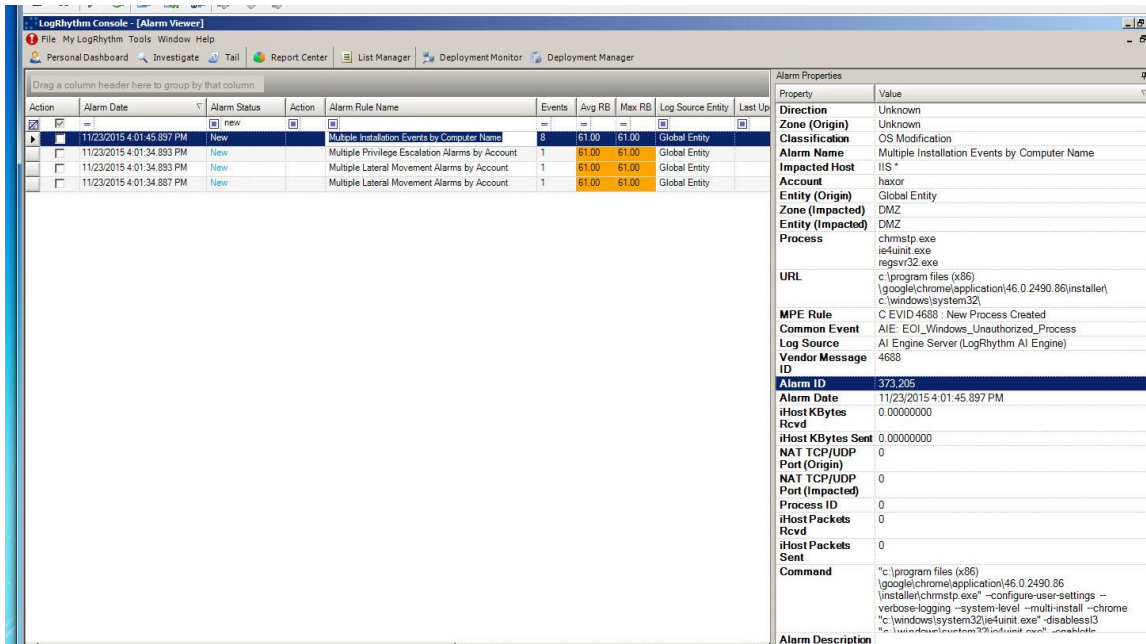 LogRhythm Console - [Alarm Viewer]
File My LogRhythm Tools Window Help
Personal Dashboard Investigate Tail Report Center List Manager Deployment Monitor Deployment Manager
Drag a column header here to group by that column.
Action Alarm Date Alarm Status Action Alarm Rule Name Events Avg RB Max RB Log Source Entity Last Up
= new = = =
11/23/2015 4:01:45.897 PM New Multiple Installation Events by Computer Name 8 61.00 61.00 Global Entity
11/23/2015 4:01:34.893 PM New Multiple Privilege Escalation Alarms by Account 1 61.00 61.00 Global Entity
11/23/2015 4:01:34.893 PM New Multiple Lateral Movement Alarms by Account 1 61.00 61.00 Global Entity
11/23/2015 4:01:34.887 PM New Multiple Lateral Movement Alarms by Account 1 61.00 61.00 Global Entity
Alarm Properties
Property Value
Direction Unknown
Zone (Origin) Unknown
Classification OS Modification
Alarm Name Multiple Installation Events by Computer Name
Impacted Host IIS *
Account haxor
Entity (Origin) Global Entity
Zone (Impacted) DMZ
Entity (Impacted) DMZ
Process chrmstp.exe
ie4uinit.exe
regsvr32.exe
URL c:\program files (x86)
\google\chrome\application\46.0.2490.86\installer\
c:\windows\system32\
MPE Rule C EVID 4688 : New Process Created
Common Event AIE: EOI_Windows_Unauthorized_Process
Log Source AI Engine Server (LogRhythm AI Engine)
Vendor Message 4688
ID
Alarm ID 373,205
Alarm Date 11/23/2015 4:01:45.897 PM
iHost KBytes 0.00000000
Rcvd
iHost KBytes Sent 0.00000000
NAT TCP/UDP 0
Port (Origin)
NAT TCP/UDP 0
Port (Impacted)
Process ID 0
iHost Packets 0
Rcvd
iHost Packets 0
Sent
Command "c:\program files (x86)
\google\chrome\application\46.0.2490.86
\installer\chrmstp.exe" --configure-user-settings --
verbose-logging --system-level --multi-install --chrome
"c:\windows\system32\ie4uinit.exe" -disablessl3
Alarm Description